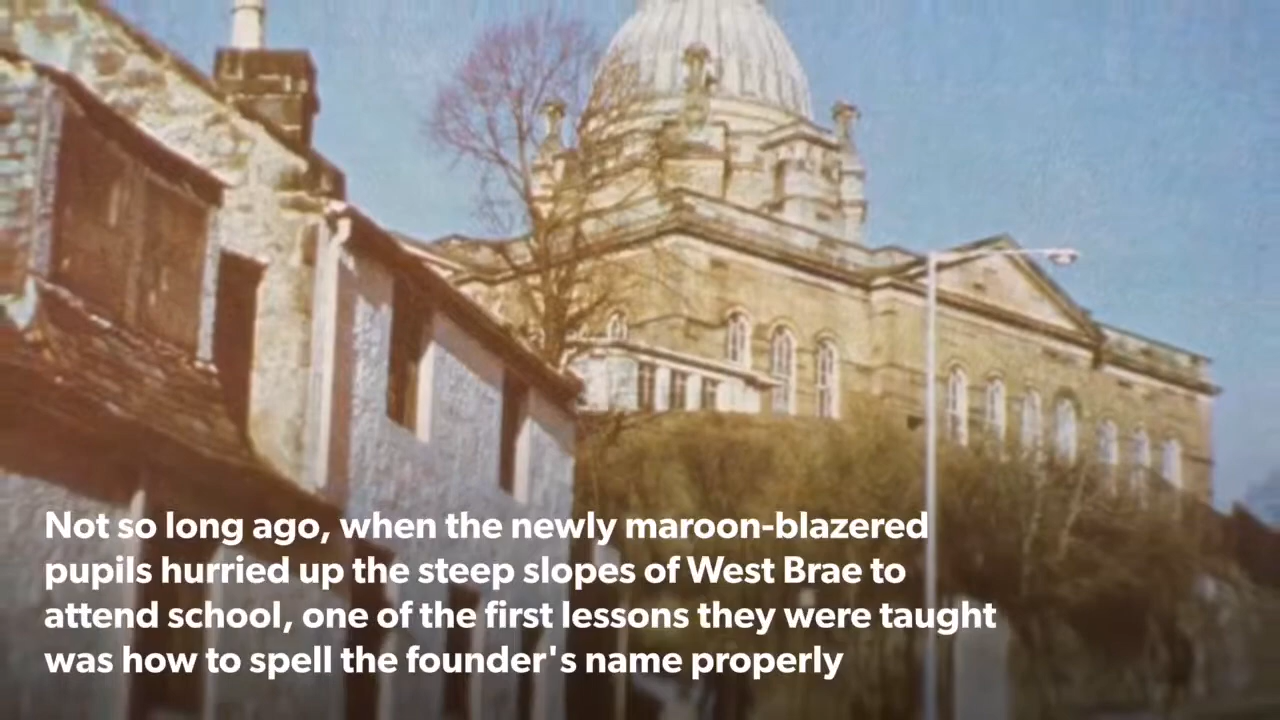 Not so long ago, when the newly maroon-blazered
pupils hurried up the steep slopes of West Brae to
attend school, one of the first lessons they were taught
was how to spell the founder's name properly